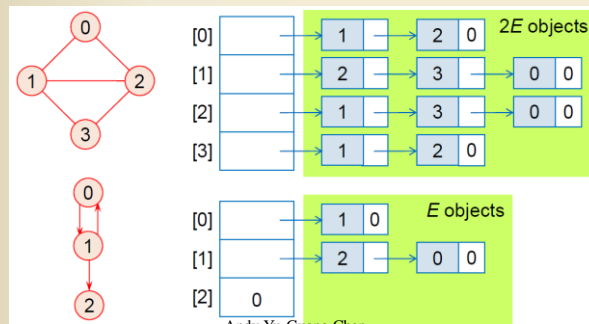 0
1 2
3
[0] 1 2 0 2E objects
[1] 2 3 0 0
[2] 1 3 0 0
[3] 1 2 0
0
1
2
[0] 1 0 E objects
[1] 2 0 0
[2] 0